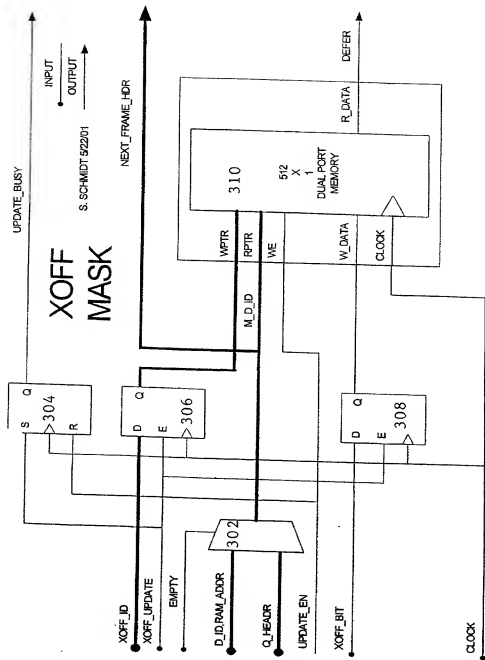 UPDATE_BUSY
INPUT
OUTPUT
S. SCHMIDT 5/22/01
XOFF
MASK
NEXT_FRAME_HDR
DEFER
R_DATA
310
512
X
1
DUAL PORT
MEMORY
WPTR
RPTR
WE
W_DATA
CLOCK
M_D_ID
S
Q
304
R
D
Q
306
E
D
Q
308
E
302
XOFF_ID
XOFF_UPDATE
EMPTY
D_ID.RAM_ADDR
Q_HEADR
UPDATE_EN
XOFF_BIT
CLOCK